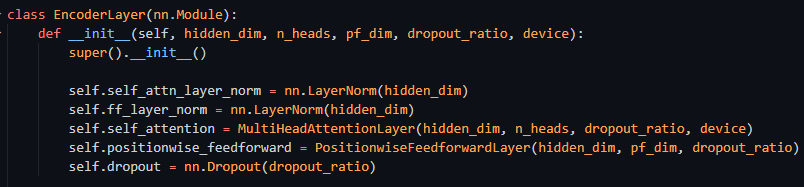 class EncoderLayer(nn.Module):
    def __init__(self, hidden_dim, n_heads, pf_dim, dropout_ratio, device):
        super().__init__()

        self.self_attn_layer_norm = nn.LayerNorm(hidden_dim)
        self.ff_layer_norm = nn.LayerNorm(hidden_dim)
        self.self_attention = MultiHeadAttentionLayer(hidden_dim, n_heads, dropout_ratio, device)
        self.positionwise_feedforward = PositionwiseFeedforwardLayer(hidden_dim, pf_dim, dropout_ratio)
        self.dropout = nn.Dropout(dropout_ratio)